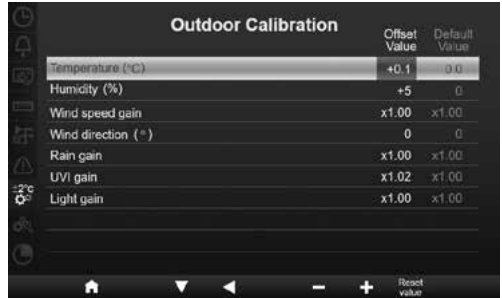 Outdoor Calibration
Offset Value Default Value
Temperature (°C) +0.1 0.0
Humidity (%) +5 0
Wind speed gain x1.00 x1.00
Wind direction (°) 0 0
Rain gain x1.00 x1.00
UVI gain x1.02 x1.00
Light gain x1.00 x1.00
±2°C
Reset value